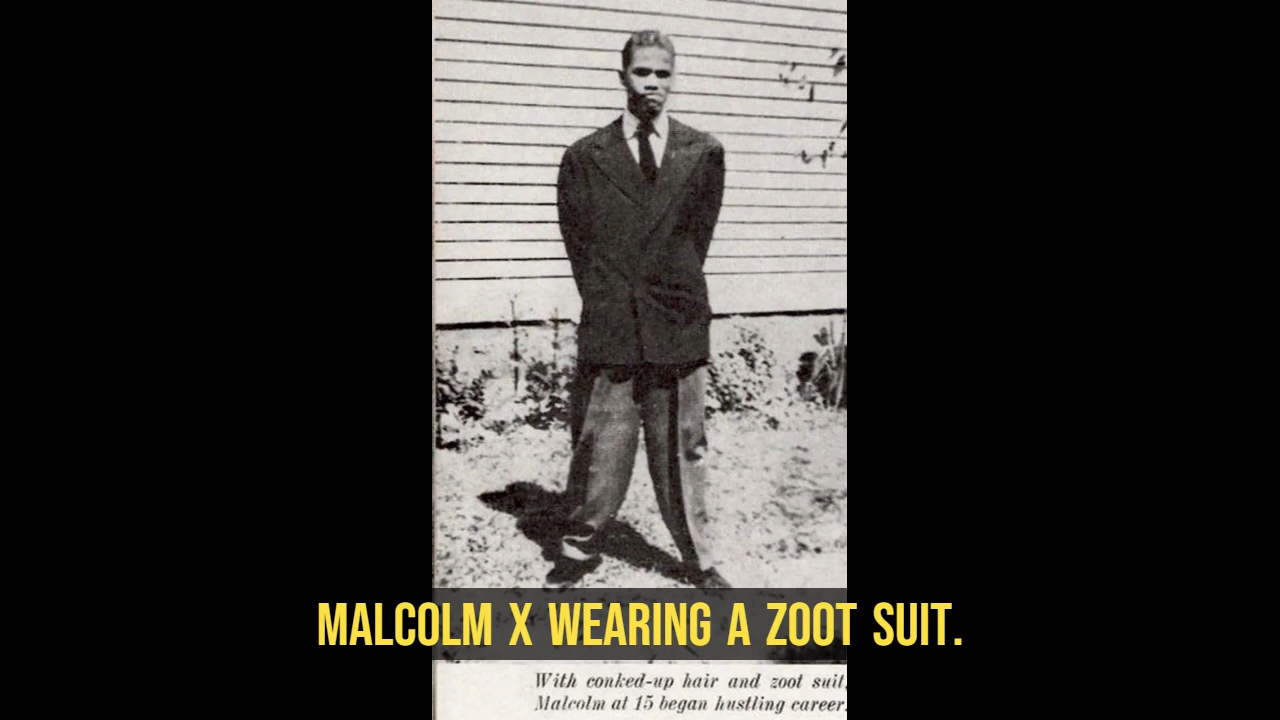 MALCOLM X WEARING A ZOOT SUIT.
With conked-up hair and zoot suit,
Malcolm at 15 began hustling career.